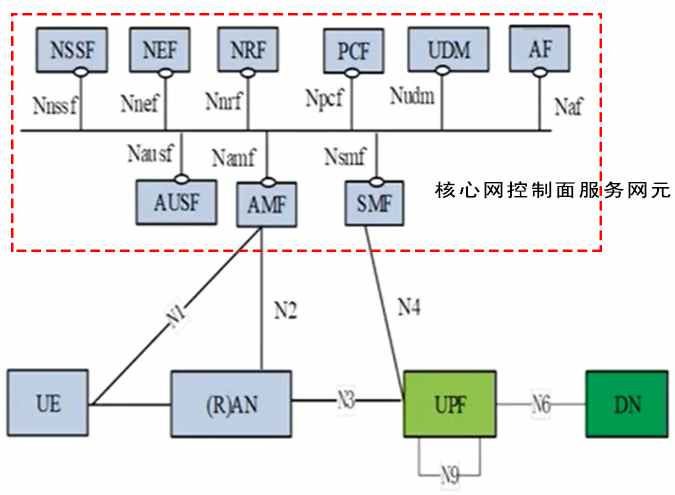 NSSF NEF NRF PCF UDM AF
Nnssf Nnef Nnrf Npcf Nudm Naf
Nausf Namf Nsmf
AUSF AMF SMF
核心网控制面服务网元
N1 N2 N4
UE (R)AN N3 UPF N6 DN
N9